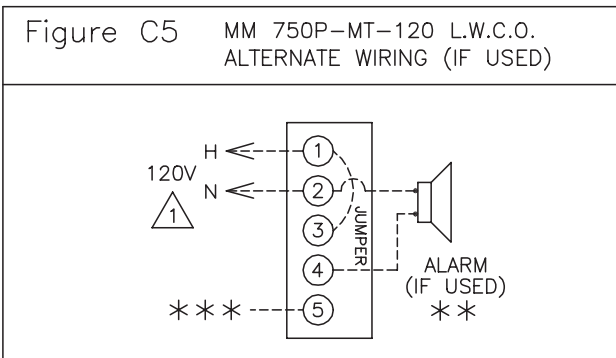 Figure C5
MM 750P-MT-120 L.W.C.O.
ALTERNATE WIRING (IF USED)
H
120V
N
1
1
2
3
4
5
JUMPER
ALARM
(IF USED)
**
***